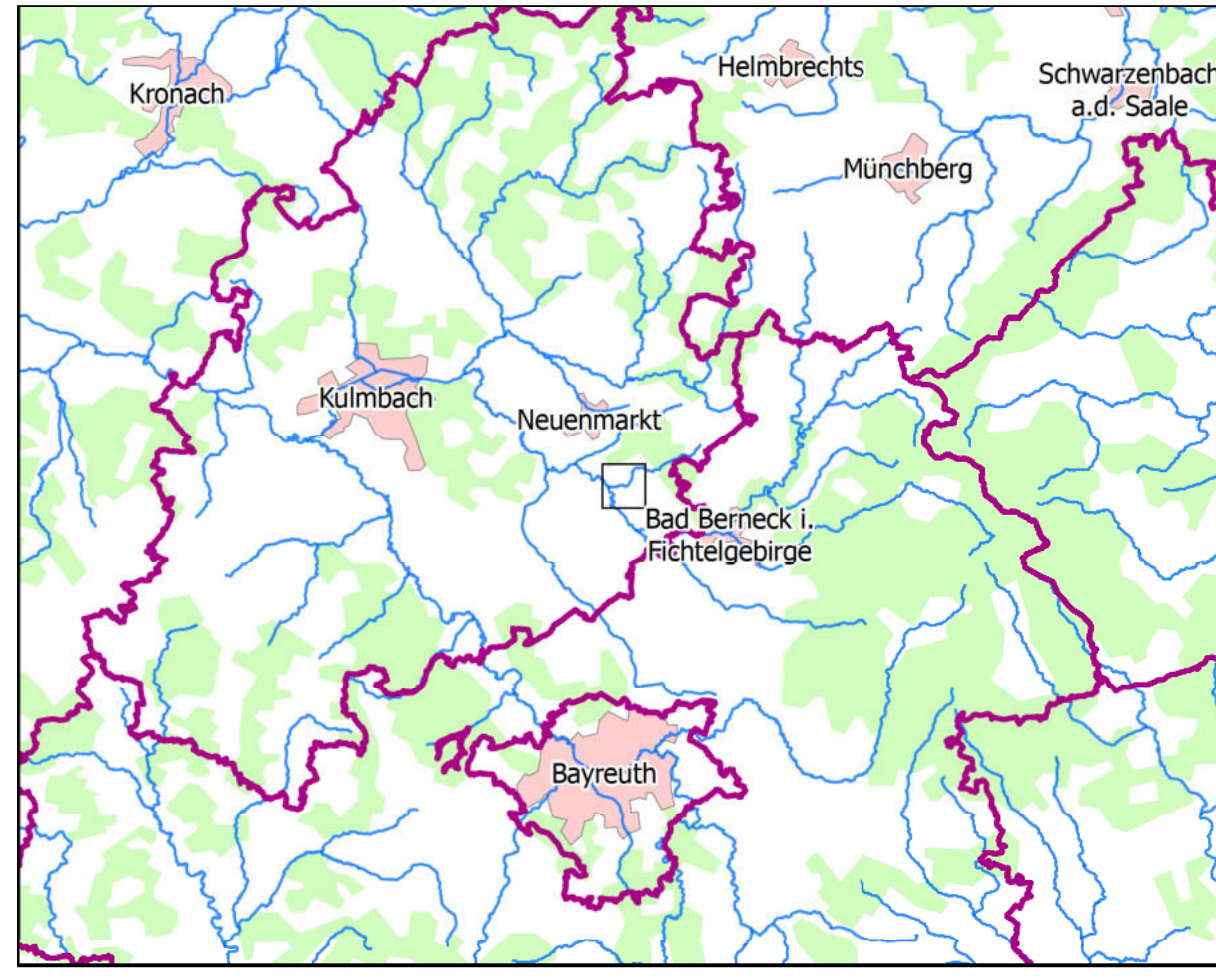 Helmbrechts
Schwarzenbach
a.d. Saale
Kronach
Münchberg
Kulmbach
Neuenmarkt
Bad Berneck i.
Fichtelgebirge
Bayreuth